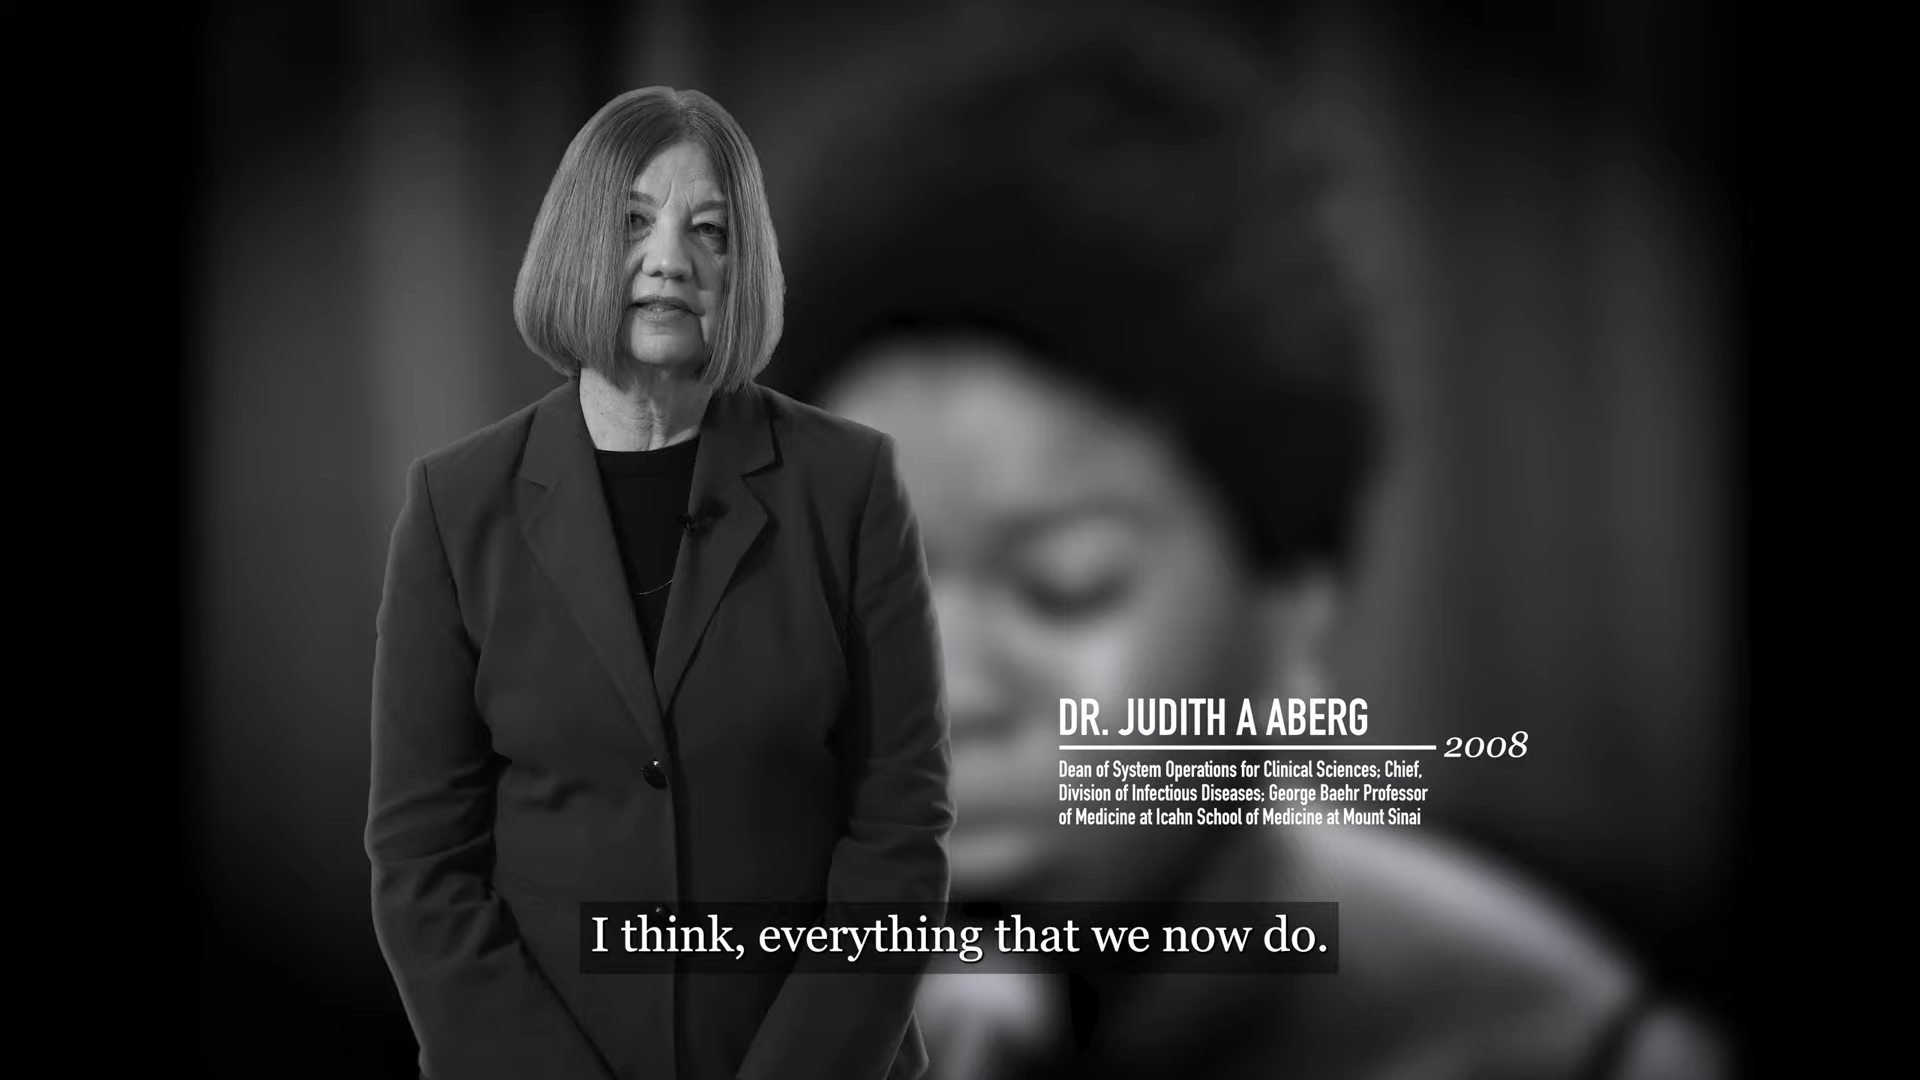 DR. JUDITH A ABERG
2008
Dean of System Operations for Clinical Sciences; Chief,
Division of Infectious Diseases; George Baehr Professor
of Medicine at Icahn School of Medicine at Mount Sinai
I think, everything that we now do.